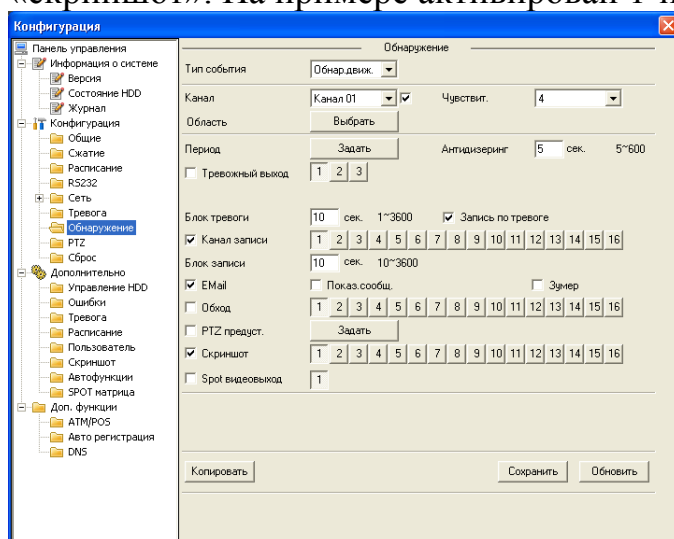 «скриншот». На примере активирован 1
Конфигурация
Панель управления
Информация о системе
Версия
Состояние HDD
Журнал
Конфигурация
Общие
Сжатие
Расписание
RS232
Сеть
Тревога
Обнаружение
PTZ
Сброс
Дополнительно
Управление HDD
Ошибки
Тревога
Расписание
Пользователь
Скриншот
Автофункции
SPOT матрица
Доп. функции
ATM/POS
Авто регистрация
DNS
Обнаружение
Тип события Обнар.движ.
Канал Канал 01 Чувствит. 4
Область Выбрать
Период Задать Антидизеринг 5 сек. 5~600
Тревожный выход 1 2 3
Блок тревоги 10 сек. 1~3600 Запись по тревоге
Канал записи 1 2 3 4 5 6 7 8 9 10 11 12 13 14 15 16
Блок записи 10 сек. 10~3600
EMail Показ.сообщ. Зумер
Обход 1 2 3 4 5 6 7 8 9 10 11 12 13 14 15 16
PTZ предуст. Задать
Скриншот 1 2 3 4 5 6 7 8 9 10 11 12 13 14 15 16
Spot видеовыход 1
Копировать Сохранить Обновить